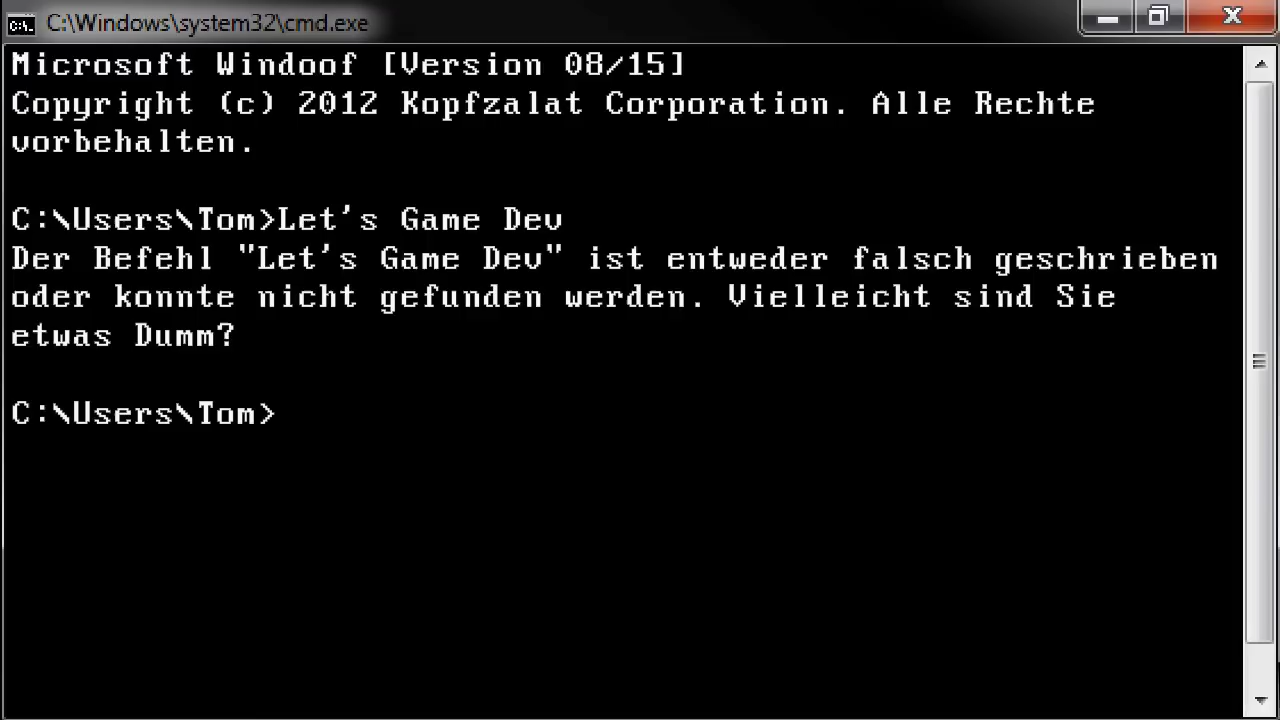 C:\Windows\system32\cmd.exe
Microsoft Windoof [Version 08/15]
Copyright (c) 2012 Kopfzalat Corporation. Alle Rechte
vorbehalten.
C:\Users\Tom>Let's Game Dev
Der Befehl "Let's Game Dev" ist entweder falsch geschrieben
oder konnte nicht gefunden werden. Vielleicht sind Sie
etwas Dumm?
C:\Users\Tom>